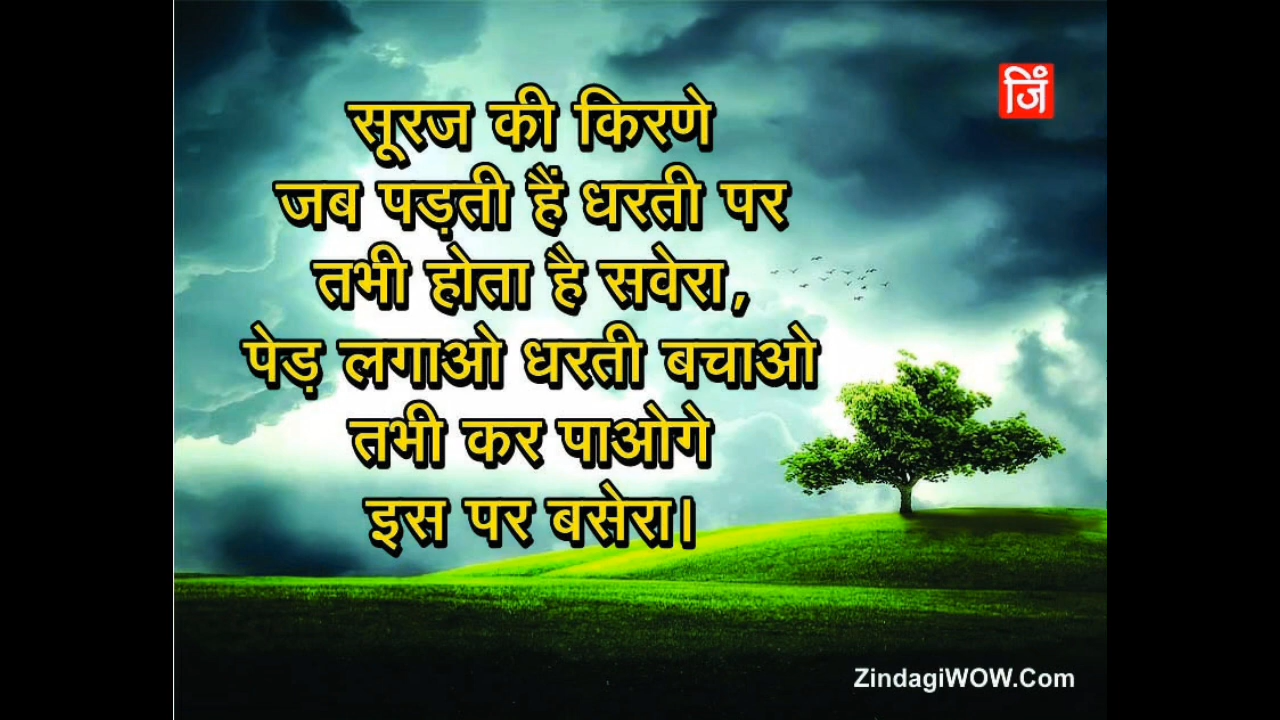 जिं
सूरज की किरणे
जब पड़ती हैं धरती पर
तभी होता है सवेरा,
पेड़ लगाओ धरती बचाओ
तभी कर पाओगे
इस पर बसेरा।
ZindagiWOW.Com